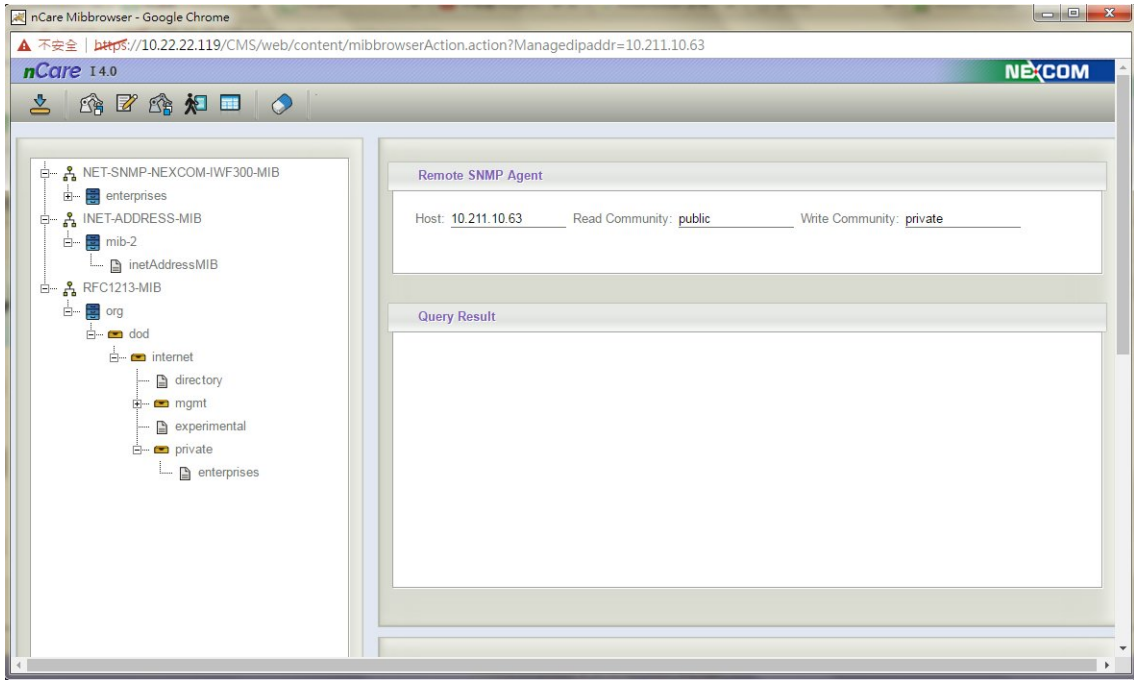 nCare Mibbrowser - Google Chrome
不安全 | https://10.22.22.119/CMS/web/content/mibbrowserAction.action?Managedipaddr=10.211.10.63
nCare I 4.0
NEXCOM
NET-SNMP-NEXCOM-IWF300-MIB
enterprises
INET-ADDRESS-MIB
mib-2
inetAddressMIB
RFC1213-MIB
org
dod
internet
directory
mgmt
experimental
private
enterprises
Remote SNMP Agent
Host: 10.211.10.63 Read Community: public Write Community: private
Query Result